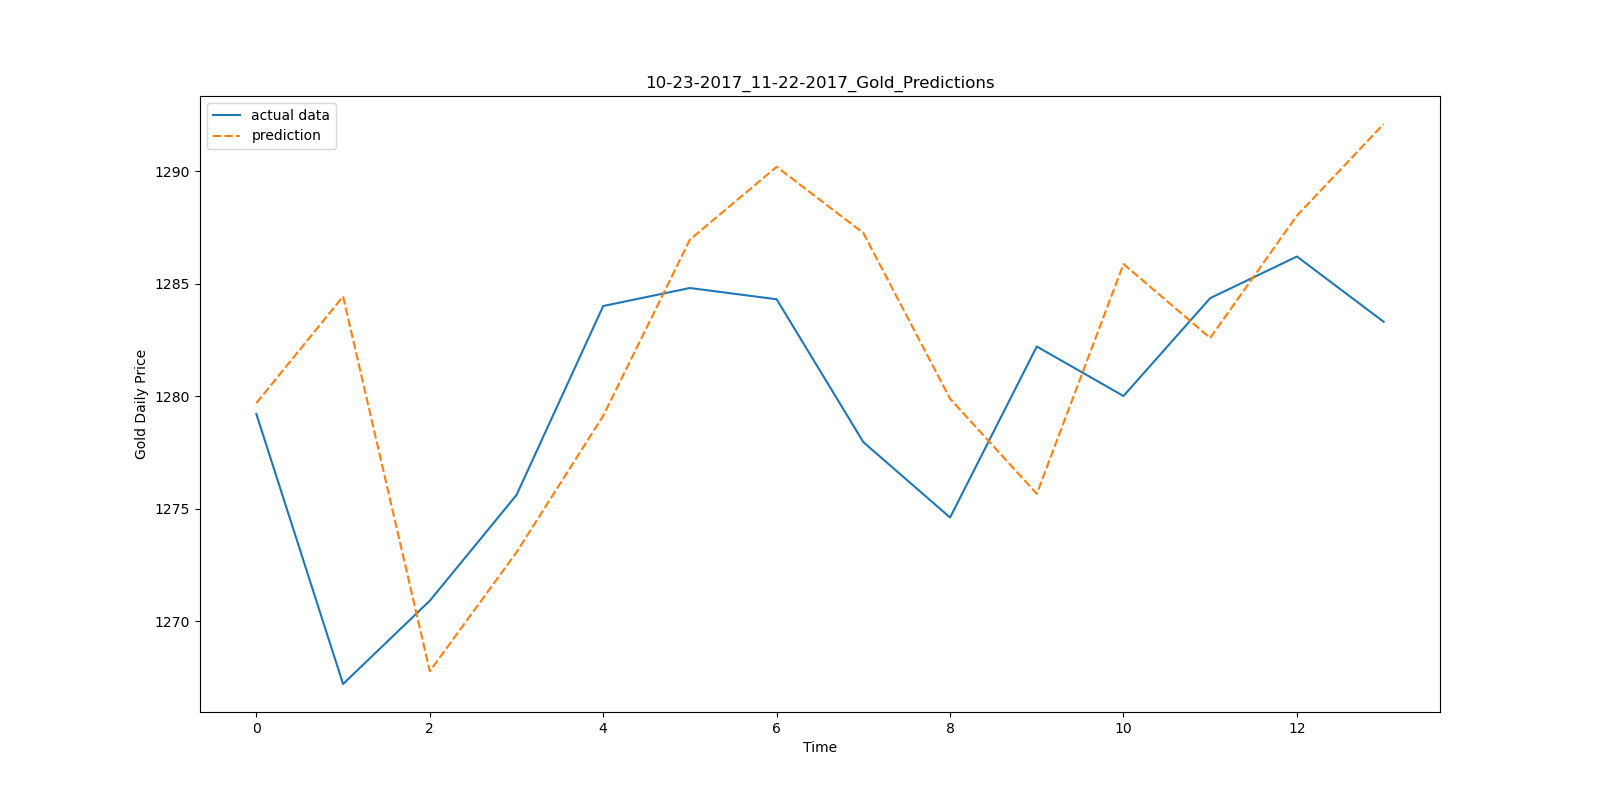 10-23-2017_11-22-2017_Gold_Predictions
actual data
prediction
1290
1285
1280
1275
1270
Gold Daily Price
0 2 4 6 8 10 12
Time